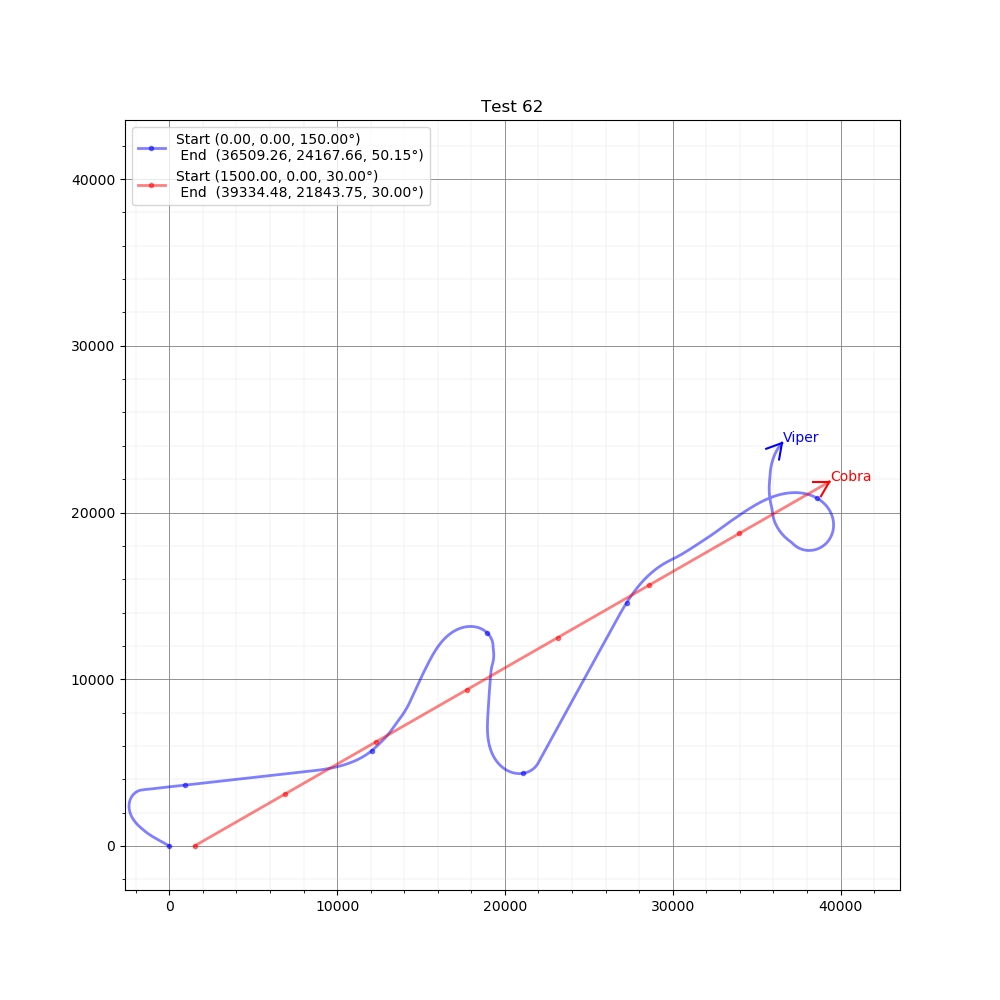 Test 62
Start (0.00, 0.00, 150.00°)
End (36509.26, 24167.66, 50.15°)
Start (1500.00, 0.00, 30.00°)
End (39334.48, 21843.75, 30.00°)
40000
30000
20000
10000
0
Viper
Cobra
0 10000 20000 30000 40000